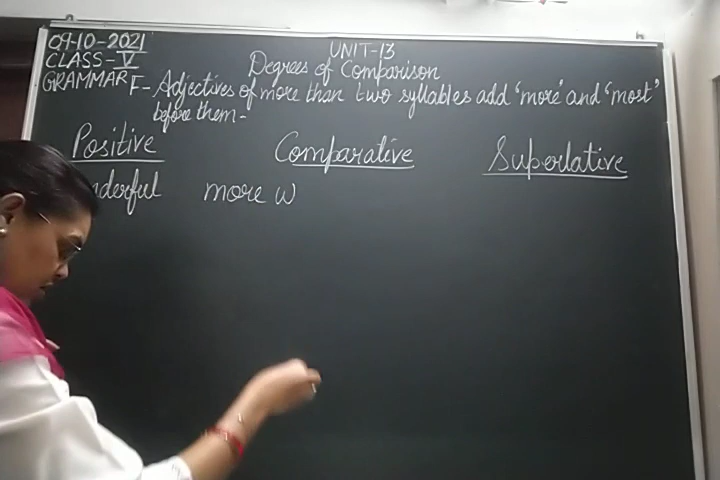 09-10-2021
UNIT-13
CLASS-V
Degrees of Comparison
GRAMMAR
F- Adjectives of more than two syllables add 'more' and 'most'
before them-
Positive Comparative Superlative
nderful more w